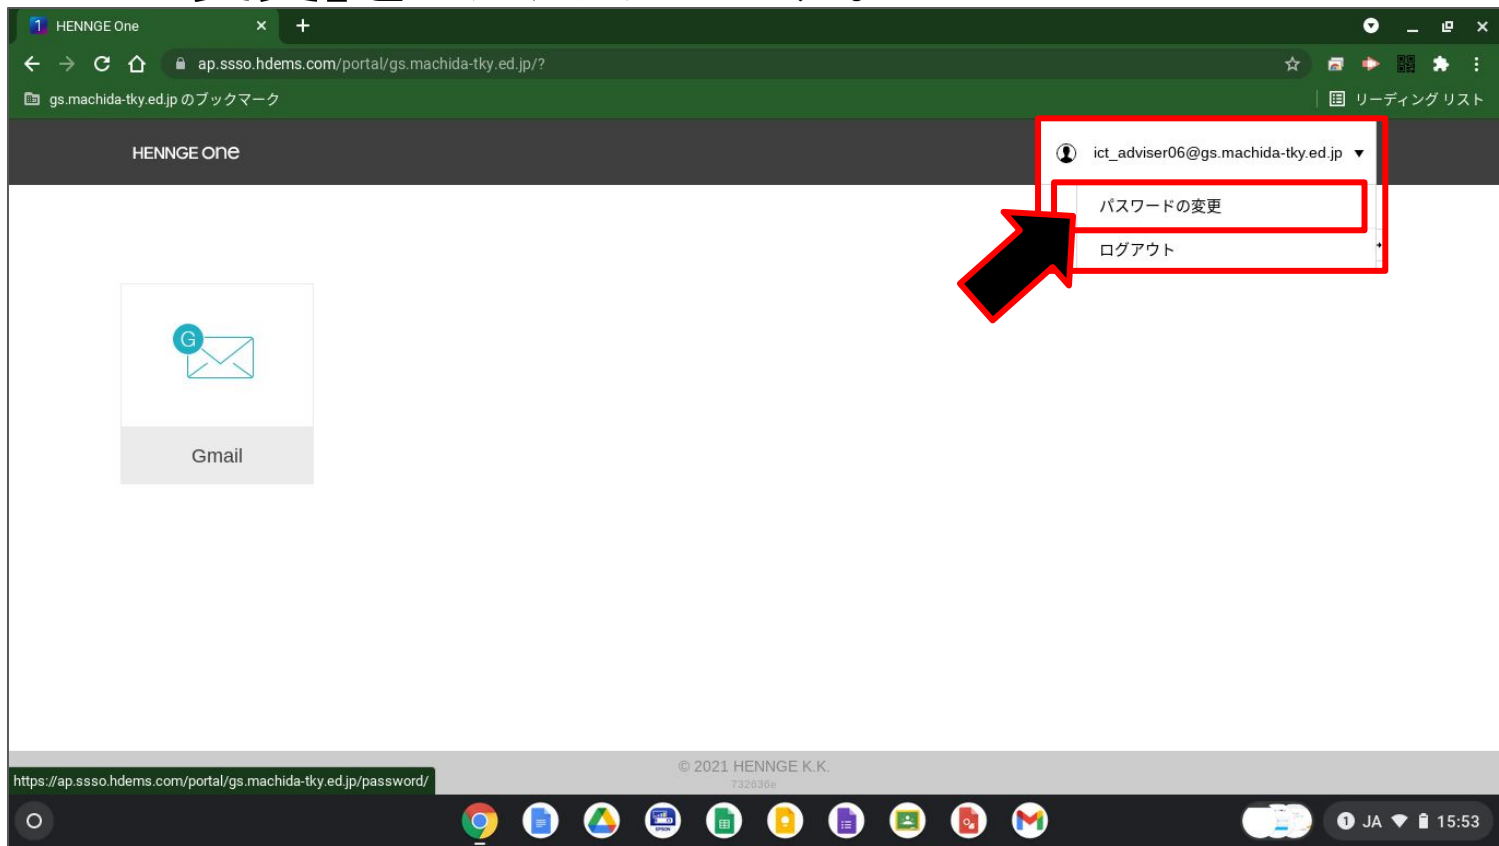 HENNGE One
ap.ssso.hdems.com/portal/gs.machida-tky.ed.jp/?
gs.machida-tky.ed.jp のブックマーク
リーディング リスト
HENNGE One
ict_adviser06@gs.machida-tky.ed.jp ▼
パスワードの変更
ログアウト
G
Gmail
© 2021 HENNGE K.K.
732636e
https://ap.ssso.hdems.com/portal/gs.machida-tky.ed.jp/password/
EPSON
1 JA 15:53